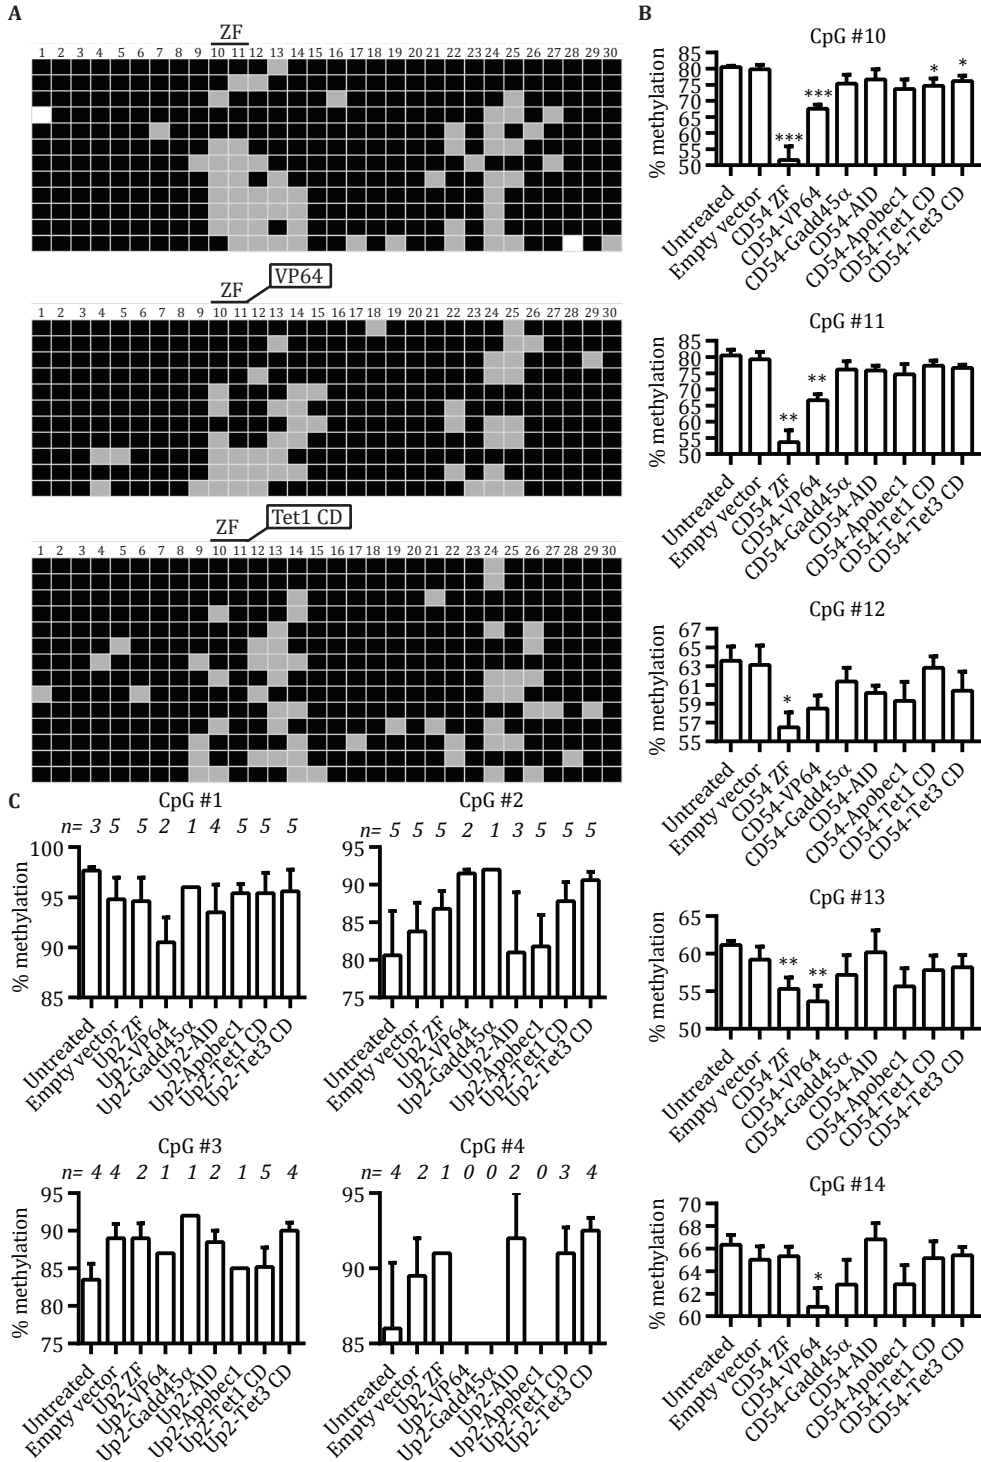 A
ZF
1 2 3 4 5 6 7 8 9 10 11 12 13 14 15 16 17 18 19 20 21 22 23 24 25 26 27 28 29 30
VP64
ZF
1 2 3 4 5 6 7 8 9 10 11 12 13 14 15 16 17 18 19 20 21 22 23 24 25 26 27 28 29 30
Tet1 CD
ZF
1 2 3 4 5 6 7 8 9 10 11 12 13 14 15 16 17 18 19 20 21 22 23 24 25 26 27 28 29 30
B
CpG #10
% methylation
85
80
75
70
65
60
55
50
*** *** * *
Untreated
Empty vector
CD54 ZF
CD54-VP64
CD54-Gadd45α
CD54-AID
CD54-Apobec1
CD54-Tet1 CD
CD54-Tet3 CD
CpG #11
% methylation
85
80
75
70
65
60
55
50
** **
Untreated
Empty vector
CD54 ZF
CD54-VP64
CD54-Gadd45α
CD54-AID
CD54-Apobec1
CD54-Tet1 CD
CD54-Tet3 CD
CpG #12
% methylation
67
65
63
61
59
57
55
*
Untreated
Empty vector
CD54 ZF
CD54-VP64
CD54-Gadd45α
CD54-AID
CD54-Apobec1
CD54-Tet1 CD
CD54-Tet3 CD
CpG #13
% methylation
65
60
55
50
** **
Untreated
Empty vector
CD54 ZF
CD54-VP64
CD54-Gadd45α
CD54-AID
CD54-Apobec1
CD54-Tet1 CD
CD54-Tet3 CD
CpG #14
% methylation
70
68
66
64
62
60
*
Untreated
Empty vector
CD54 ZF
CD54-VP64
CD54-Gadd45α
CD54-AID
CD54-Apobec1
CD54-Tet1 CD
CD54-Tet3 CD
C
CpG #1
n= 3 5 5 2 1 4 5 5 5
% methylation
100
95
90
85
Untreated
Empty vector
Up2 ZF
Up2-VP64
Up2-Gadd45α
Up2-AID
Up2-Apobec1
Up2-Tet1 CD
Up2-Tet3 CD
CpG #2
n= 5 5 5 2 1 3 5 5 5
95
90
85
80
75
Untreated
Empty vector
Up2 ZF
Up2-VP64
Up2-Gadd45α
Up2-AID
Up2-Apobec1
Up2-Tet1 CD
Up2-Tet3 CD
CpG #3
n= 4 4 2 1 1 2 1 5 4
% methylation
95
90
85
80
75
Untreated
Empty vector
Up2 ZF
Up2-VP64
Up2-Gadd45α
Up2-AID
Up2-Apobec1
Up2-Tet1 CD
Up2-Tet3 CD
CpG #4
n= 4 2 1 0 0 2 0 3 4
95
90
85
Untreated
Empty vector
Up2 ZF
Up2-VP64
Up2-Gadd45α
Up2-AID
Up2-Apobec1
Up2-Tet1 CD
Up2-Tet3 CD